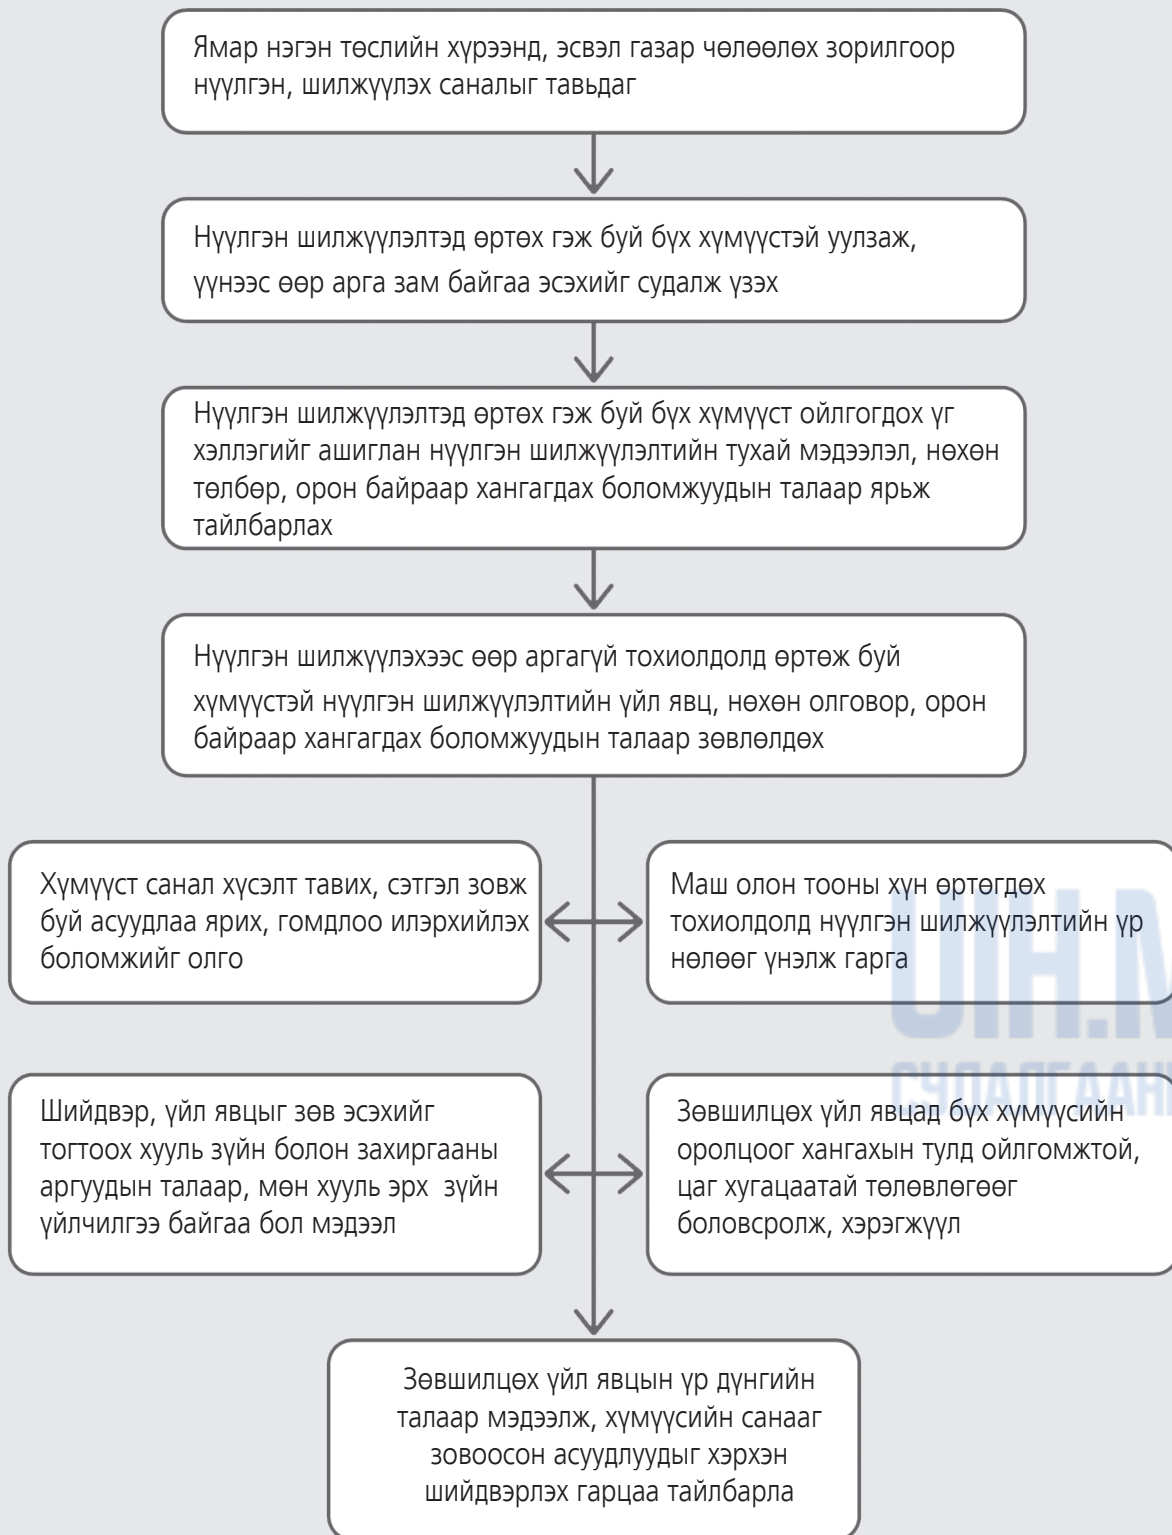 Ямар нэгэн төслийн хүрээнд, эсвэл газар чөлөөлөх зорилгоор
нүүлгэн, шилжүүлэх саналыг тавьдаг
Нүүлгэн шилжүүлэлтэд өртөх гэж буй бүх хүмүүстэй уулзаж,
үүнээс өөр арга зам байгаа эсэхийг судалж үзэх
Нүүлгэн шилжүүлэлтэд өртөх гэж буй бүх хүмүүст ойлгогдох үг
хэллэгийг ашиглан нүүлгэн шилжүүлэлтийн тухай мэдээлэл, нөхөн
төлбөр, орон байраар хангагдах боломжуудын талаар ярьж
тайлбарлах
Нүүлгэн шилжүүлэхээс өөр аргагүй тохиолдолд өртөж буй
хүмүүстэй нүүлгэн шилжүүлэлтийн үйл явц, нөхөн олговор, орон
байраар хангагдах боломжуудын талаар зөвлөлдөх
Хүмүүст санал хүсэлт тавих, сэтгэл зовж
буй асуудлаа ярих, гомдлоо илэрхийлэх
боломжийг олго
Маш олон тооны хүн өртөгдөх
тохиолдолд нүүлгэн шилжүүлэлтийн үр
нөлөөг үнэлж гарга
UIH.M
СУДАЛГААНЫ
Шийдвэр, үйл явцыг зөв эсэхийг
тогтоох хууль зүйн болон захиргааны
аргуудын талаар, мөн хууль эрх зүйн
үйлчилгээ байгаа бол мэдээл
Зөвшилцөх үйл явцад бүх хүмүүсийн
оролцоог хангахын тулд ойлгомжтой,
цаг хугацаатай төлөвлөгөөг
боловсролж, хэрэгжүүл
Зөвшилцөх үйл явцын үр дүнгийн
талаар мэдээлж, хүмүүсийн санааг
зовоосон асуудлуудыг хэрхэн
шийдвэрлэх гарцаа тайлбарла